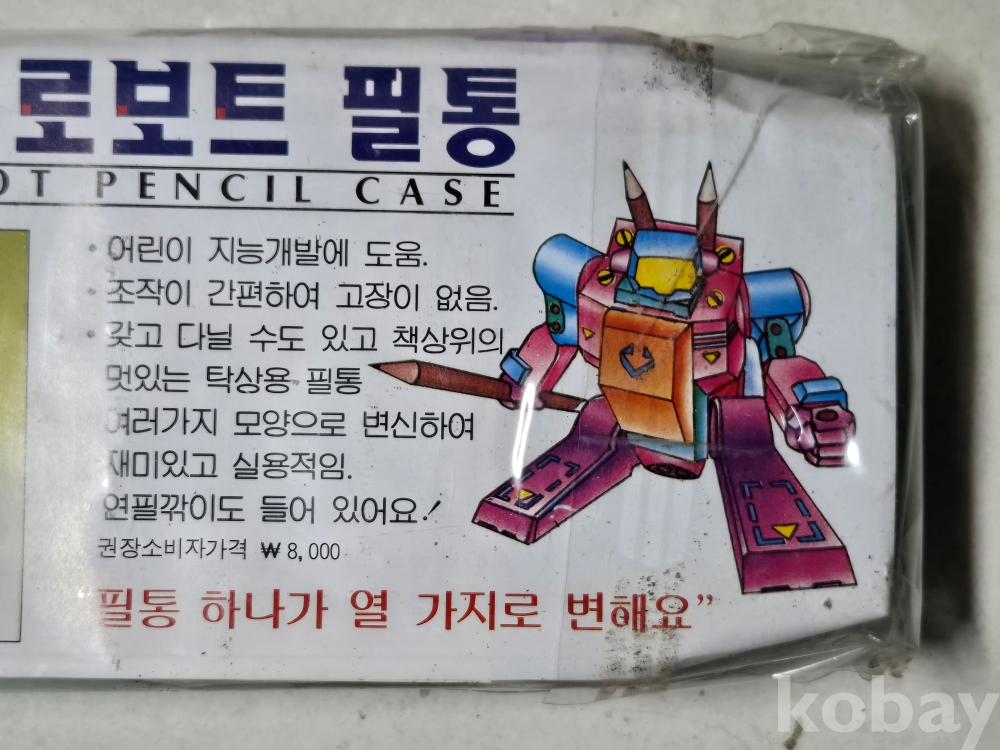 로보트 필통
OT PENCIL CASE
· 어린이 지능개발에 도움.
· 조작이 간편하여 고장이 없음.
· 갖고 다닐 수도 있고 책상위의
멋있는 탁상용 필통
여러가지 모양으로 변신하여
재미있고 실용적임.
연필깎이도 들어 있어요!
권장소비자가격 ₩ 8,000
필통 하나가 열 가지로 변해요”
kobay